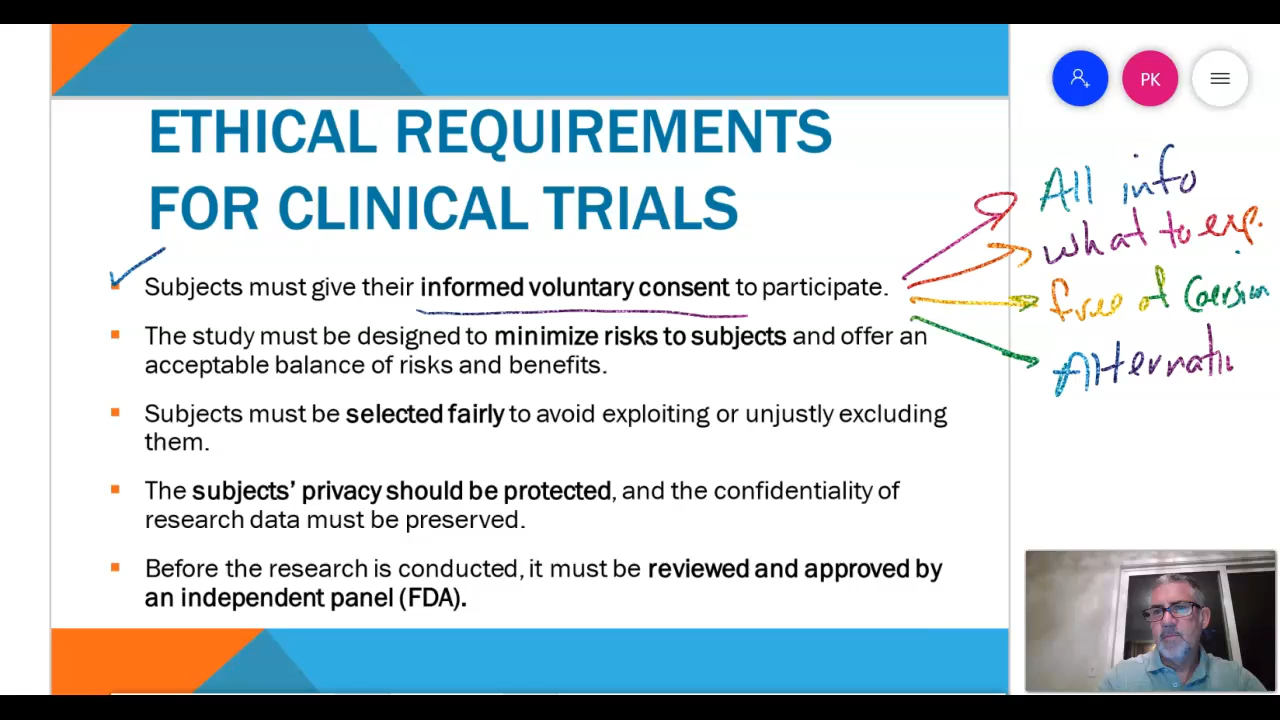 ETHICAL REQUIREMENTS
FOR CLINICAL TRIALS
Subjects must give their informed voluntary consent to participate.
The study must be designed to minimize risks to subjects and offer an
acceptable balance of risks and benefits.
Subjects must be selected fairly to avoid exploiting or unjustly excluding
them.
The subjects' privacy should be protected, and the confidentiality of
research data must be preserved.
Before the research is conducted, it must be reviewed and approved by
an independent panel (FDA).
PK
All info
what to exp.
free of Coersion
Alternati